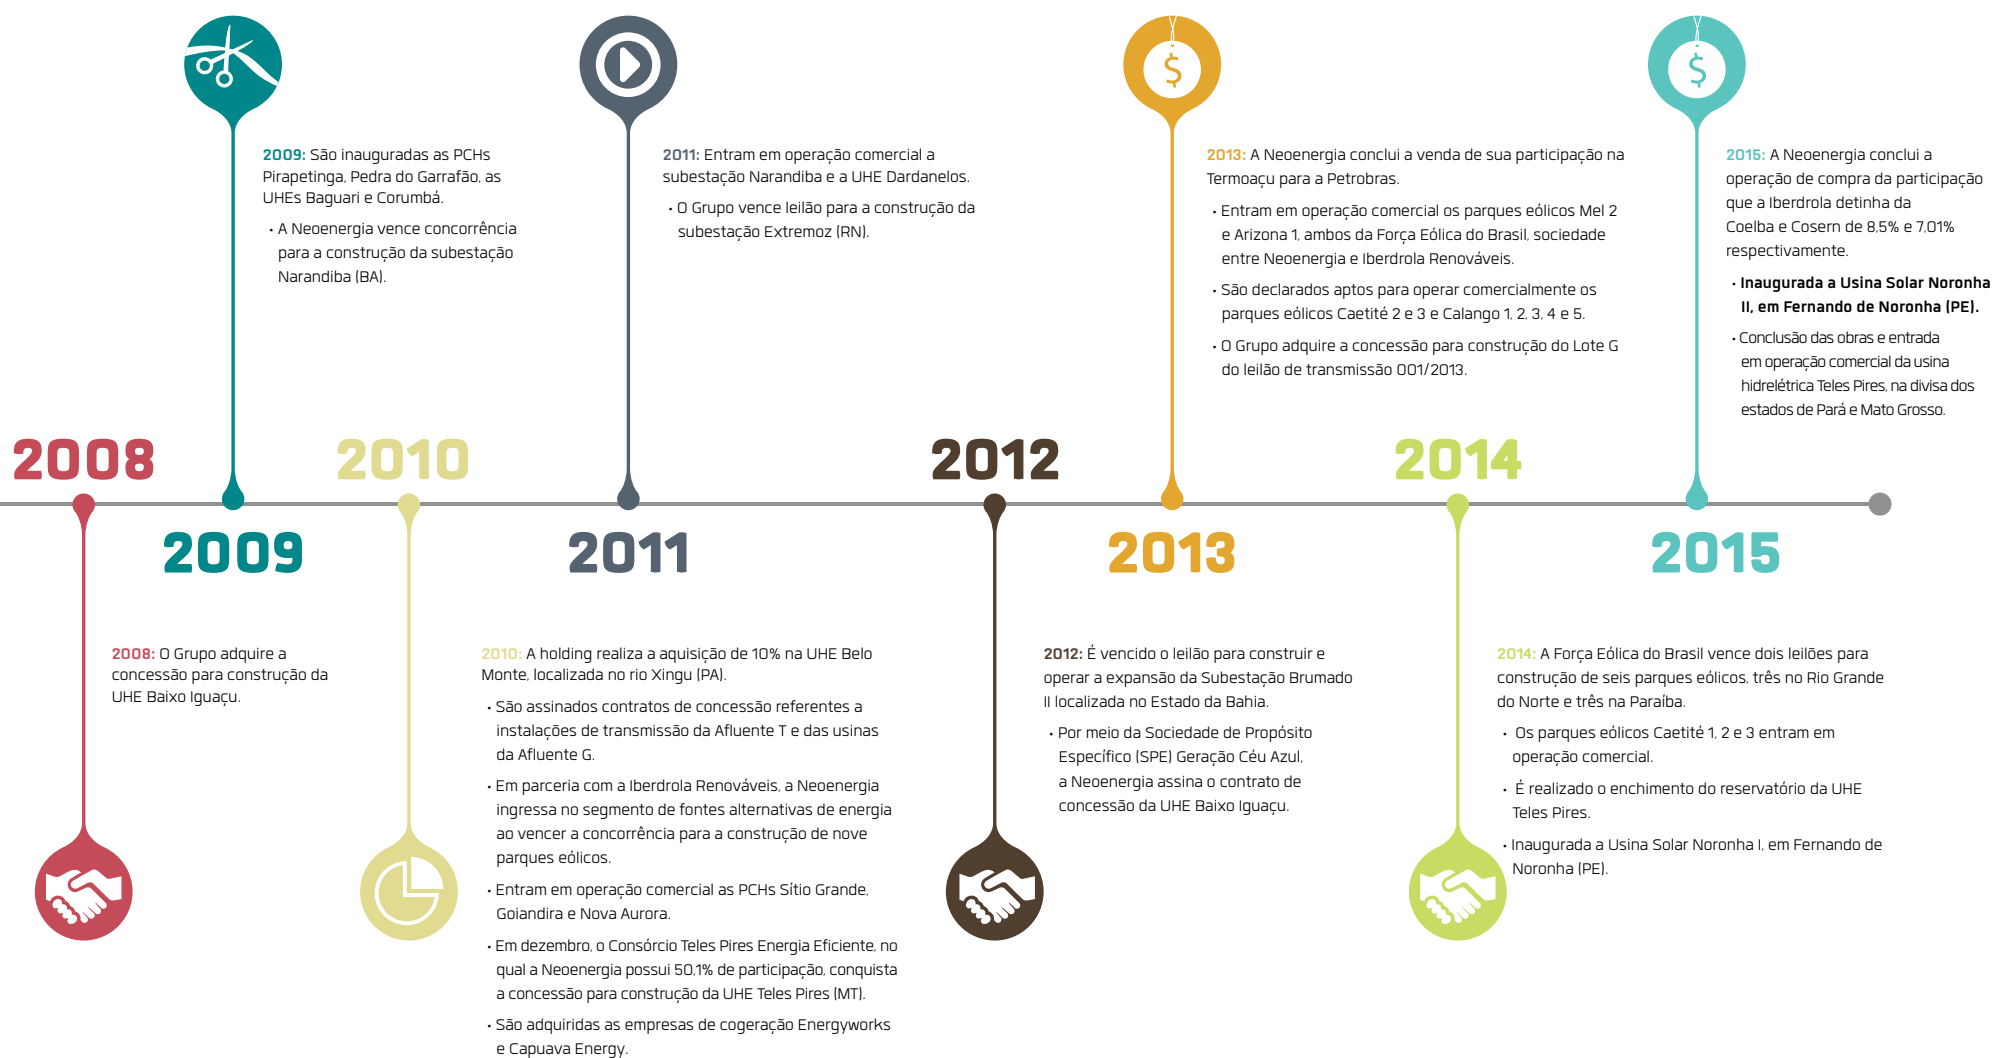 2009: São inauguradas as PCHs
Pirapetinga, Pedra do Garrafão, as
UHEs Baguari e Corumbá.
• A Neoenergia vence concorrência
para a construção da subestação
Narandiba (BA).
2011: Entram em operação comercial a
subestação Narandiba e a UHE Dardanelos.
• O Grupo vence leilão para a construção da
subestação Extremoz (RN).
$
2013: A Neoenergia conclui a venda de sua participação na
Termoaçu para a Petrobras.
• Entram em operação comercial os parques eólicos Mel 2
e Arizona 1, ambos da Força Eólica do Brasil, sociedade
entre Neoenergia e Iberdrola Renováveis.
• São declarados aptos para operar comercialmente os
parques eólicos Caetité 2 e 3 e Calango 1, 2, 3, 4 e 5.
• O Grupo adquire a concessão para construção do Lote G
do leilão de transmissão 001/2013.
$
2015: A Neoenergia conclui a
operação de compra da participação
que a Iberdrola detinha da
Coelba e Cosern de 8,5% e 7,01%
respectivamente.
• Inaugurada a Usina Solar Noronha
II, em Fernando de Noronha (PE).
• Conclusão das obras e entrada
em operação comercial da usina
hidrelétrica Teles Pires, na divisa dos
estados de Pará e Mato Grosso.
2008
2010
2012
2014
2009
2011
2013
2015
2008: O Grupo adquire a
concessão para construção da
UHE Baixo Iguaçu.
2010: A holding realiza a aquisição de 10% na UHE Belo
Monte, localizada no rio Xingu (PA).
• São assinados contratos de concessão referentes a
instalações de transmissão da Afluente T e das usinas
da Afluente G.
• Em parceria com a Iberdrola Renováveis, a Neoenergia
ingressa no segmento de fontes alternativas de energia
ao vencer a concorrência para a construção de nove
parques eólicos.
• Entram em operação comercial as PCHs Sítio Grande,
Goiandira e Nova Aurora.
• Em dezembro, o Consórcio Teles Pires Energia Eficiente, no
qual a Neoenergia possui 50,1% de participação, conquista
a concessão para construção da UHE Teles Pires (MT).
• São adquiridas as empresas de cogeração Energyworks
e Capuava Energy.
2012: É vencido o leilão para construir e
operar a expansão da Subestação Brumado
II localizada no Estado da Bahia.
• Por meio da Sociedade de Propósito
Específico (SPE) Geração Céu Azul,
a Neoenergia assina o contrato de
concessão da UHE Baixo Iguaçu.
2014: A Força Eólica do Brasil vence dois leilões para
construção de seis parques eólicos, três no Rio Grande
do Norte e três na Paraíba.
• Os parques eólicos Caetité 1, 2 e 3 entram em
operação comercial.
• É realizado o enchimento do reservatório da UHE
Teles Pires.
• Inaugurada a Usina Solar Noronha I, em Fernando de
Noronha (PE).